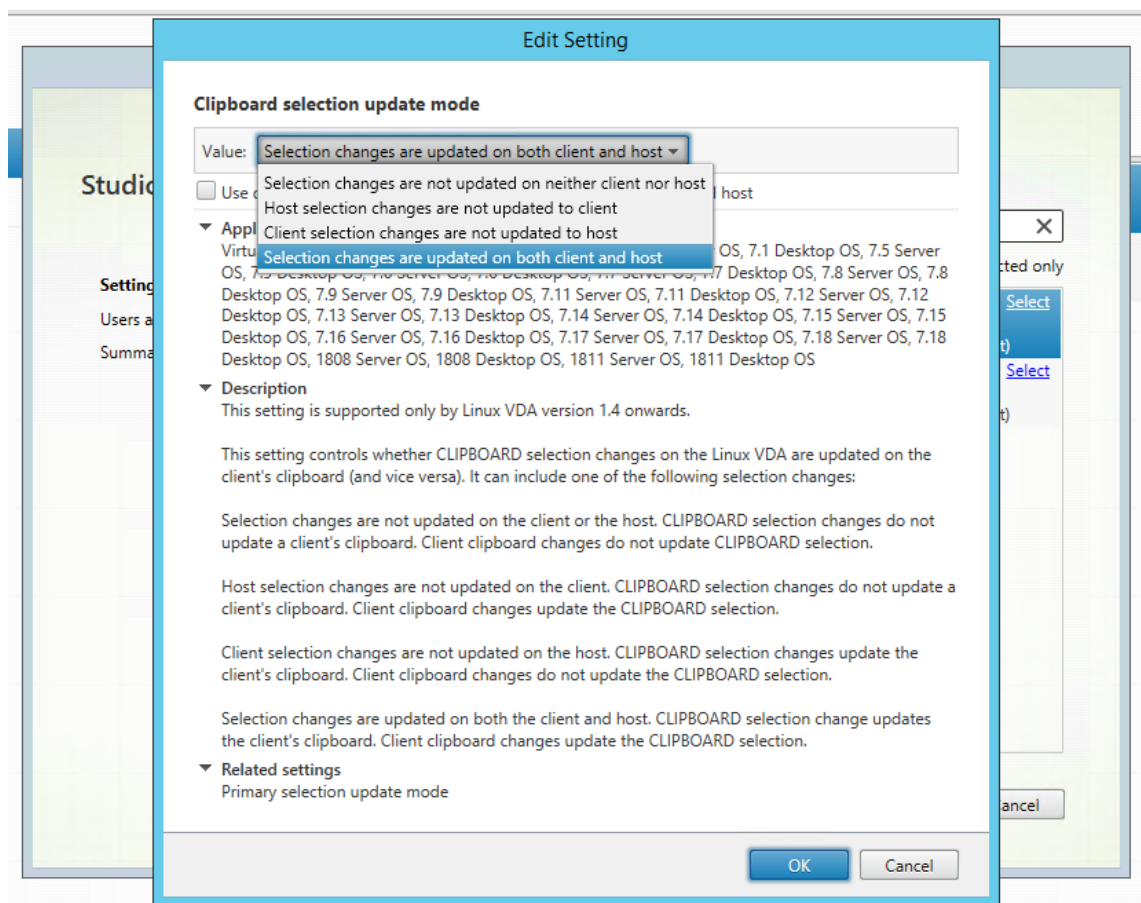 Edit Setting
Clipboard selection update mode
Value: Selection changes are updated on both client and host
Selection changes are not updated on neither client nor host
Host selection changes are not updated to client
Client selection changes are not updated to host
Selection changes are updated on both client and host
Use host
Virtu OS, 7.1 Desktop OS, 7.5 Server
OS, 7.5 Desktop OS, 7.6 Server OS, 7.6 Desktop OS, 7.7 Server OS, 7.7 Desktop OS, 7.8 Server OS, 7.8
Desktop OS, 7.9 Server OS, 7.9 Desktop OS, 7.11 Server OS, 7.11 Desktop OS, 7.12 Server OS, 7.12
Desktop OS, 7.13 Server OS, 7.13 Desktop OS, 7.14 Server OS, 7.14 Desktop OS, 7.15 Server OS, 7.15
Desktop OS, 7.16 Server OS, 7.16 Desktop OS, 7.17 Server OS, 7.17 Desktop OS, 7.18 Server OS, 7.18
Desktop OS, 1808 Server OS, 1808 Desktop OS, 1811 Server OS, 1811 Desktop OS
Description
This setting is supported only by Linux VDA version 1.4 onwards.
This setting controls whether CLIPBOARD selection changes on the Linux VDA are updated on the
client's clipboard (and vice versa). It can include one of the following selection changes:
Selection changes are not updated on the client or the host. CLIPBOARD selection changes do not
update a client's clipboard. Client clipboard changes do not update CLIPBOARD selection.
Host selection changes are not updated on the client. CLIPBOARD selection changes do not update a
client's clipboard. Client clipboard changes update the CLIPBOARD selection.
Client selection changes are not updated on the host. CLIPBOARD selection changes update the
client's clipboard. Client clipboard changes do not update the CLIPBOARD selection.
Selection changes are updated on both the client and host. CLIPBOARD selection change updates
the client's clipboard. Client clipboard changes update the CLIPBOARD selection.
Related settings
Primary selection update mode
OK Cancel
Studio
Setting
Users a
Summa
cted only
Select
t)
Select
t)
ancel